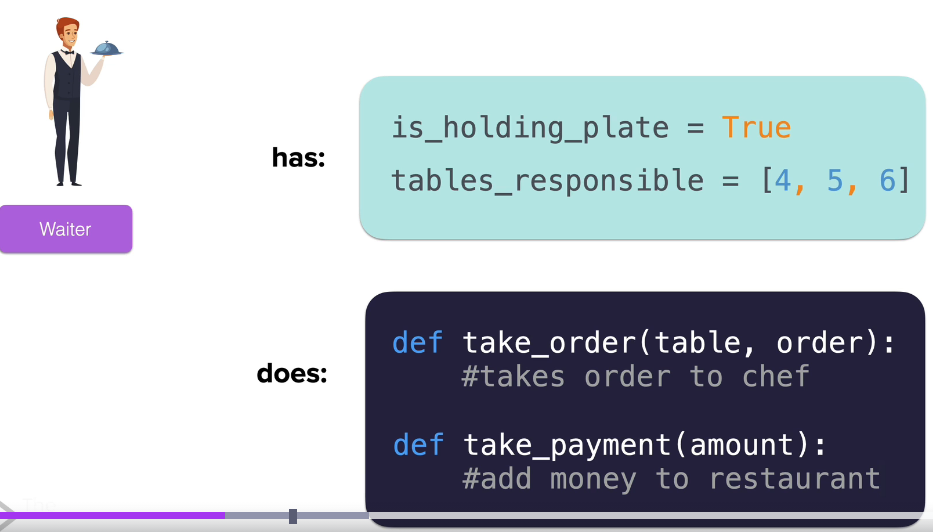 has:
is_holding_plate = True
tables_responsible = [4, 5, 6]
Waiter
does:
def take_order(table, order):
#takes order to chef
def take_payment(amount):
#add money to restaurant